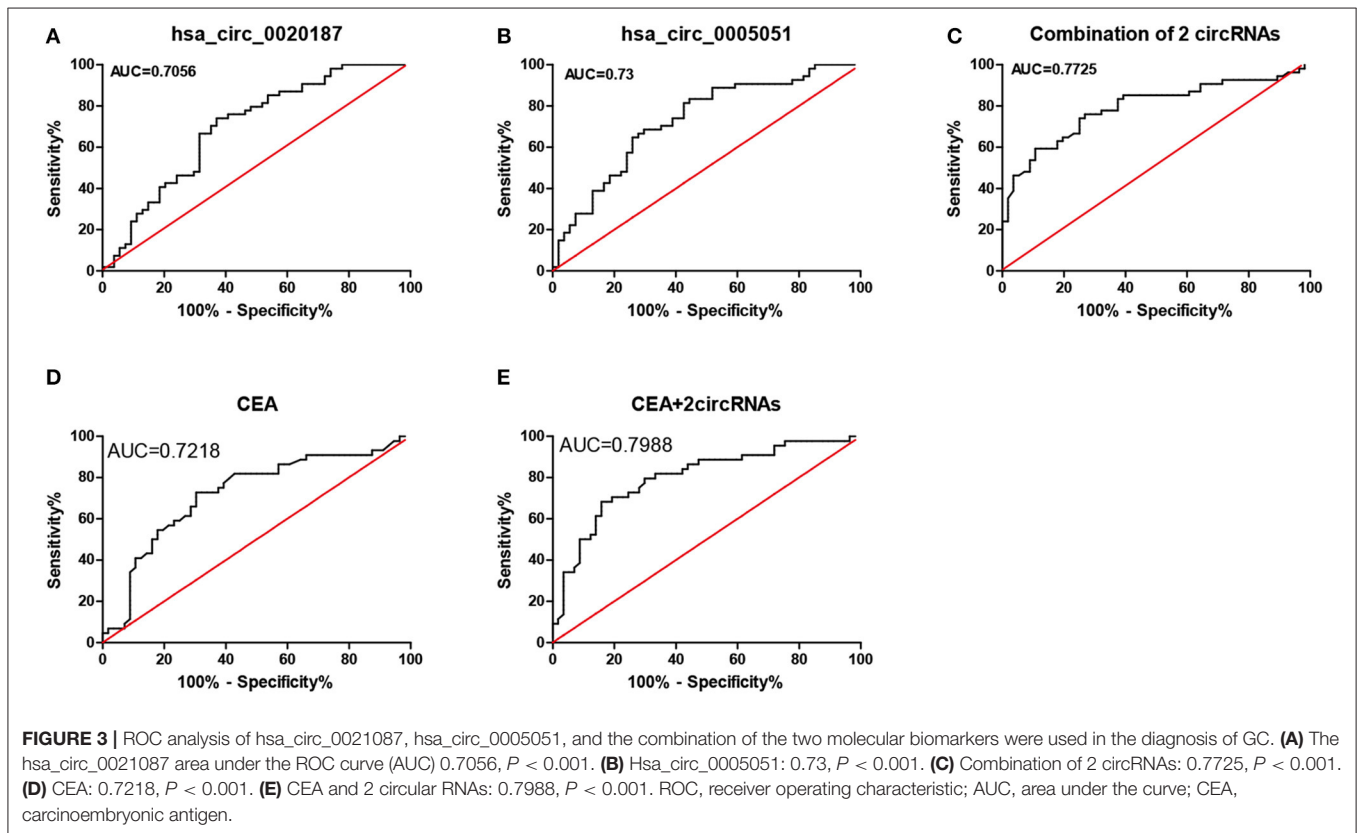 A
hsa_circ_0020187
AUC=0.7056
Sensitivity%
100
80
60
40
20
0
0 20 40 60 80 100
100% - Specificity%
B
hsa_circ_0005051
AUC=0.73
Sensitivity%
100
80
60
40
20
0
0 20 40 60 80 100
100% - Specificity%
C
Combination of 2 circRNAs
AUC=0.7725
Sensitivity%
100
80
60
40
20
0
0 20 40 60 80 100
100% - Specificity%
D
CEA
AUC=0.7218
Sensitivity%
100
80
60
40
20
0
0 20 40 60 80 100
100% - Specificity%
E
CEA+2circRNAs
AUC=0.7988
Sensitivity%
100
80
60
40
20
0
0 20 40 60 80 100
100% - Specificity%
FIGURE 3 | ROC analysis of hsa_circ_0021087, hsa_circ_0005051, and the combination of the two molecular biomarkers were used in the diagnosis of GC. (A) The
hsa_circ_0021087 area under the ROC curve (AUC) 0.7056, P < 0.001. (B) Hsa_circ_0005051: 0.73, P < 0.001. (C) Combination of 2 circRNAs: 0.7725, P < 0.001.
(D) CEA: 0.7218, P < 0.001. (E) CEA and 2 circular RNAs: 0.7988, P < 0.001. ROC, receiver operating characteristic; AUC, area under the curve; CEA,
carcinoembryonic antigen.